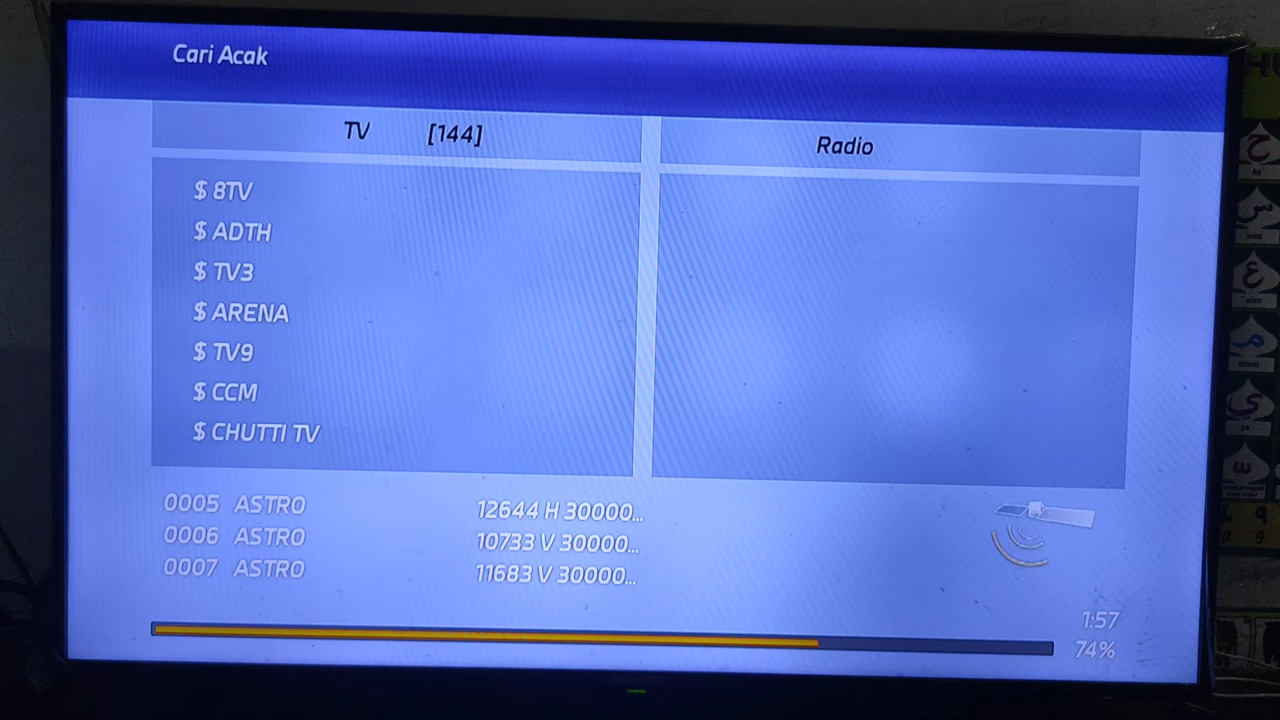 Cari Acak
TV [144]
Radio
$ 8TV
$ ADTH
$ TV3
$ ARENA
$ TV9
$ CCM
$ CHUTTI TV
0005 ASTRO 12644 H 30000...
0006 ASTRO 10733 V 30000...
0007 ASTRO 11683 V 30000...
1:57
74%